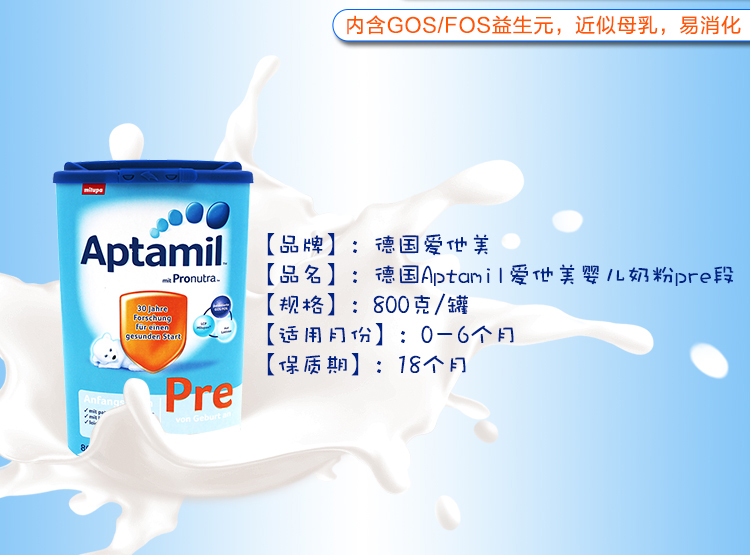 内含GOS/FOS益生元，近似母乳，易消化
milupa
Aptamil
mit Pronutra
30 Jahre
Forschung
für einen
gesunden Start
Pre
von Geburt an
【品牌】：德国爱他美
【品名】：德国Aptamil爱他美婴儿奶粉pre段
【规格】：800克/罐
【适用月份】：0-6个月
【保质期】：18个月